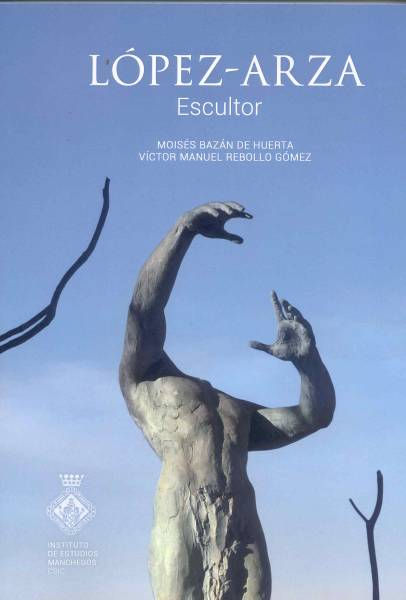 LÓPEZ-ARZA
Escultor
MOISÉS BAZÁN DE HUERTA
VÍCTOR MANUEL REBOLLO GÓMEZ
INSTITUTO
DE ESTUDIOS
MANCHEGOS
CSIC